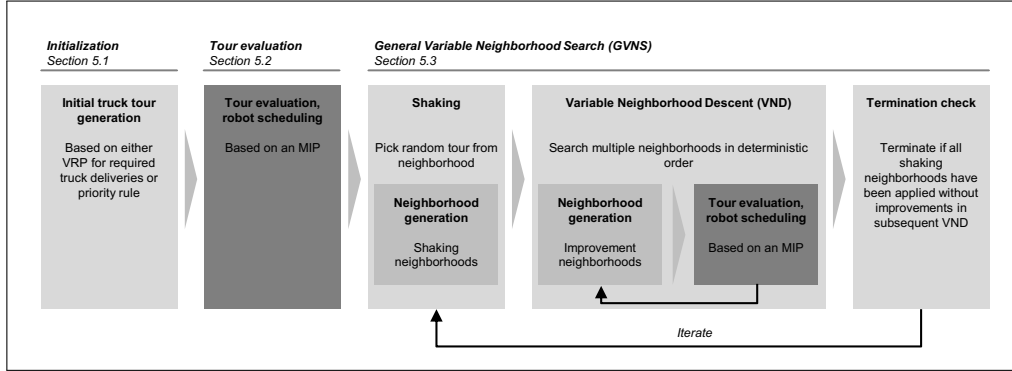 Initialization
Section 5.1
Tour evaluation
Section 5.2
General Variable Neighborhood Search (GVNS)
Section 5.3
Initial truck tour
generation
Based on either
VRP for required
truck deliveries or
priority rule
Tour evaluation,
robot scheduling
Based on an MIP
Shaking
Pick random tour from
neighborhood
Neighborhood
generation
Shaking
neighborhoods
Variable Neighborhood Descent (VND)
Search multiple neighborhoods in deterministic
order
Neighborhood
generation
Improvement
neighborhoods
Tour evaluation,
robot scheduling
Based on an MIP
Termination check
Terminate if all
shaking
neighborhoods have
been applied without
improvements in
subsequent VND
Iterate